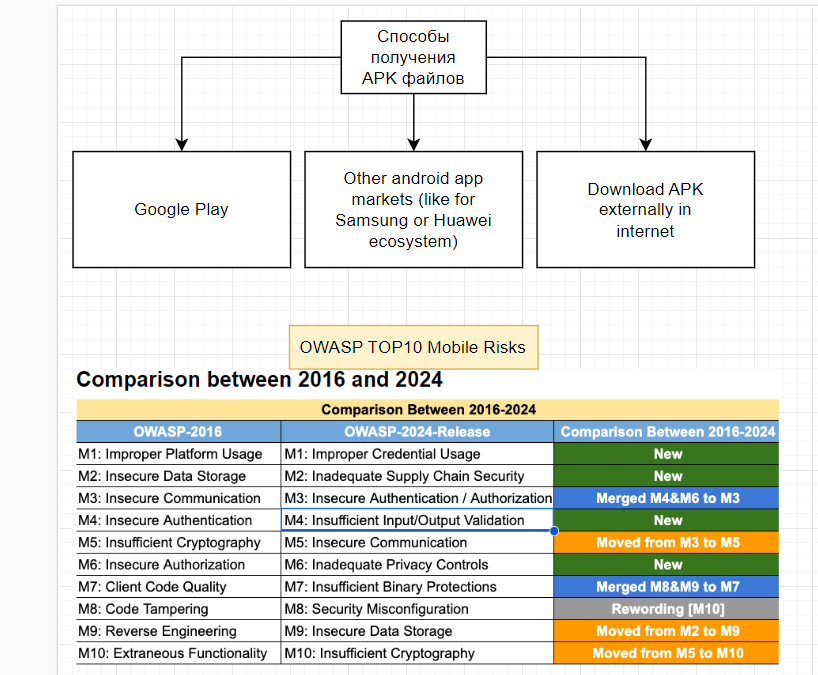 Способы
получения
APK файлов
Google Play
Other android app
markets (like for
Samsung or Huawei
ecosystem)
Download APK
externally in
internet
OWASP TOP10 Mobile Risks
Comparison between 2016 and 2024
Comparison Between 2016-2024
OWASP-2016 OWASP-2024-Release Comparison Between 2016-2024
M1: Improper Platform Usage M1: Improper Credential Usage New
M2: Insecure Data Storage M2: Inadequate Supply Chain Security New
M3: Insecure Communication M3: Insecure Authentication / Authorization Merged M4&M6 to M3
M4: Insecure Authentication M4: Insufficient Input/Output Validation New
M5: Insufficient Cryptography M5: Insecure Communication Moved from M3 to M5
M6: Insecure Authorization M6: Inadequate Privacy Controls New
M7: Client Code Quality M7: Insufficient Binary Protections Merged M8&M9 to M7
M8: Code Tampering M8: Security Misconfiguration Rewording [M10]
M9: Reverse Engineering M9: Insecure Data Storage Moved from M2 to M9
M10: Extraneous Functionality M10: Insufficient Cryptography Moved from M5 to M10